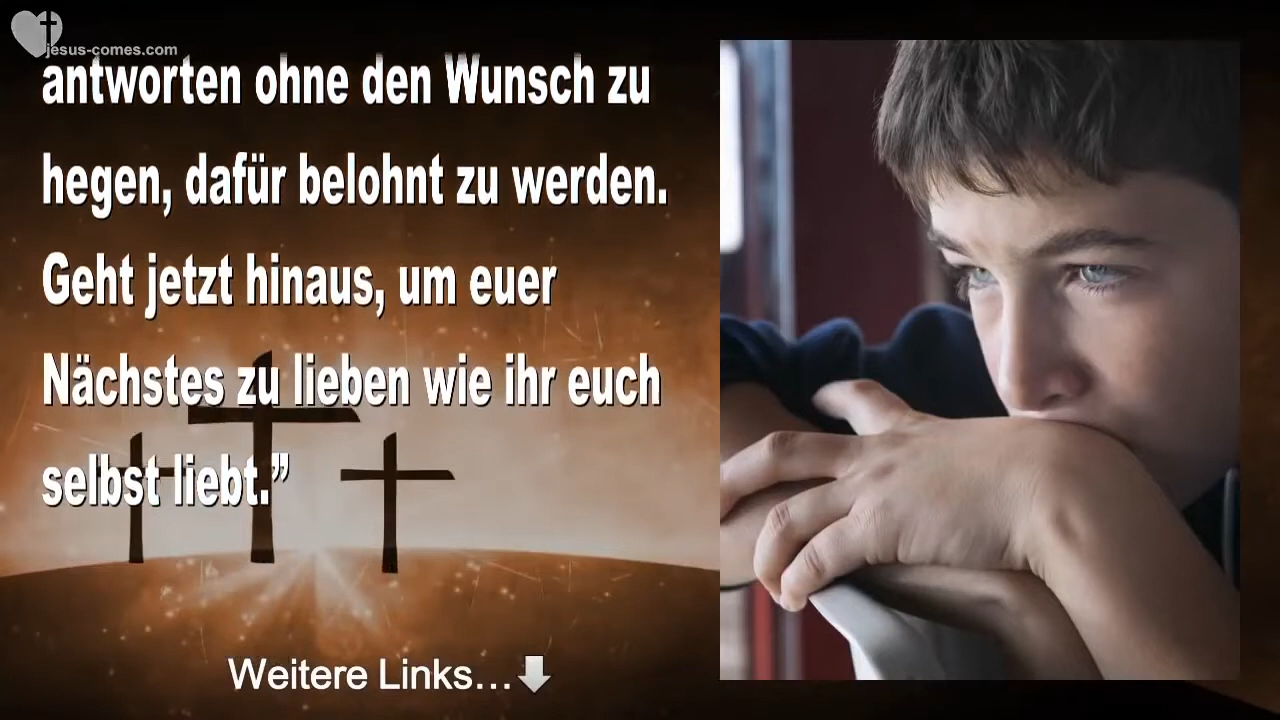 jesus-comes.com
antworten ohne den Wunsch zu
hegen, dafür belohnt zu werden.
Geht jetzt hinaus, um euer
Nächstes zu lieben wie ihr euch
selbst liebt.”
Weitere Links...